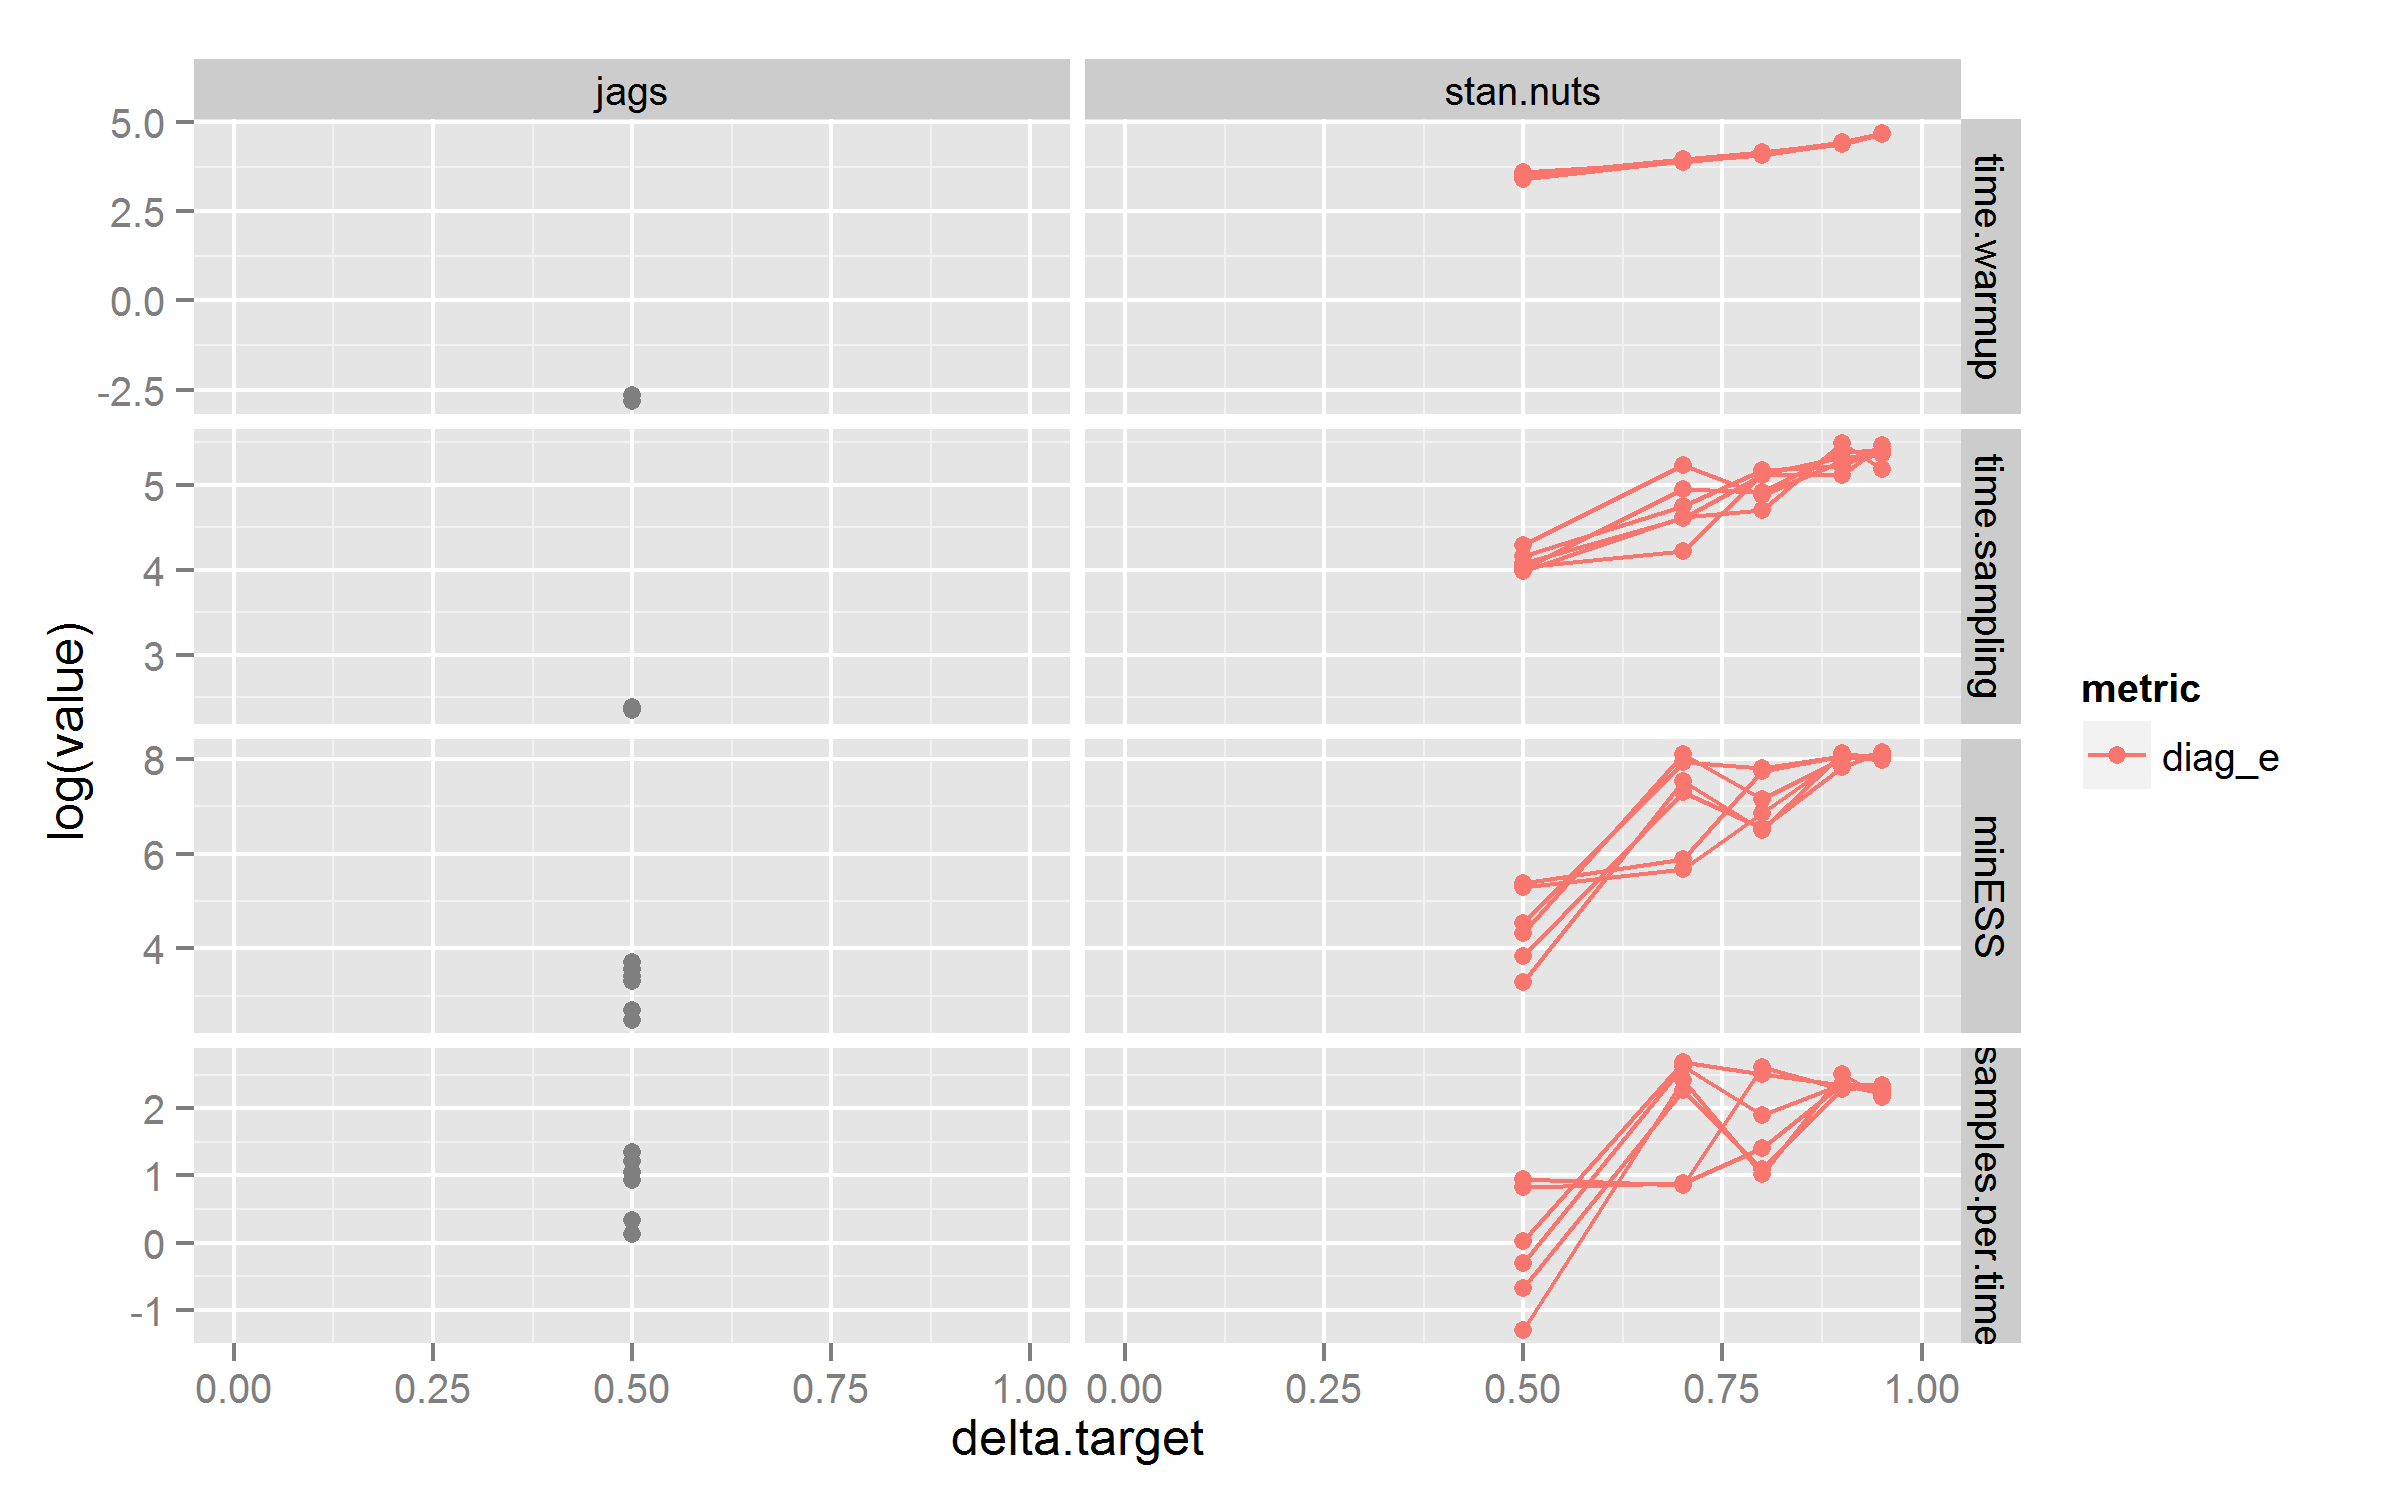 jags
stan.nuts
5.0
2.5
0.0
-2.5
time.warmup
5
4
3
time.sampling
8
6
4
minESS
2
1
0
-1
samples.per.time
log(value)
0.00 0.25 0.50 0.75 1.00
0.00 0.25 0.50 0.75 1.00
delta.target
metric
diag_e